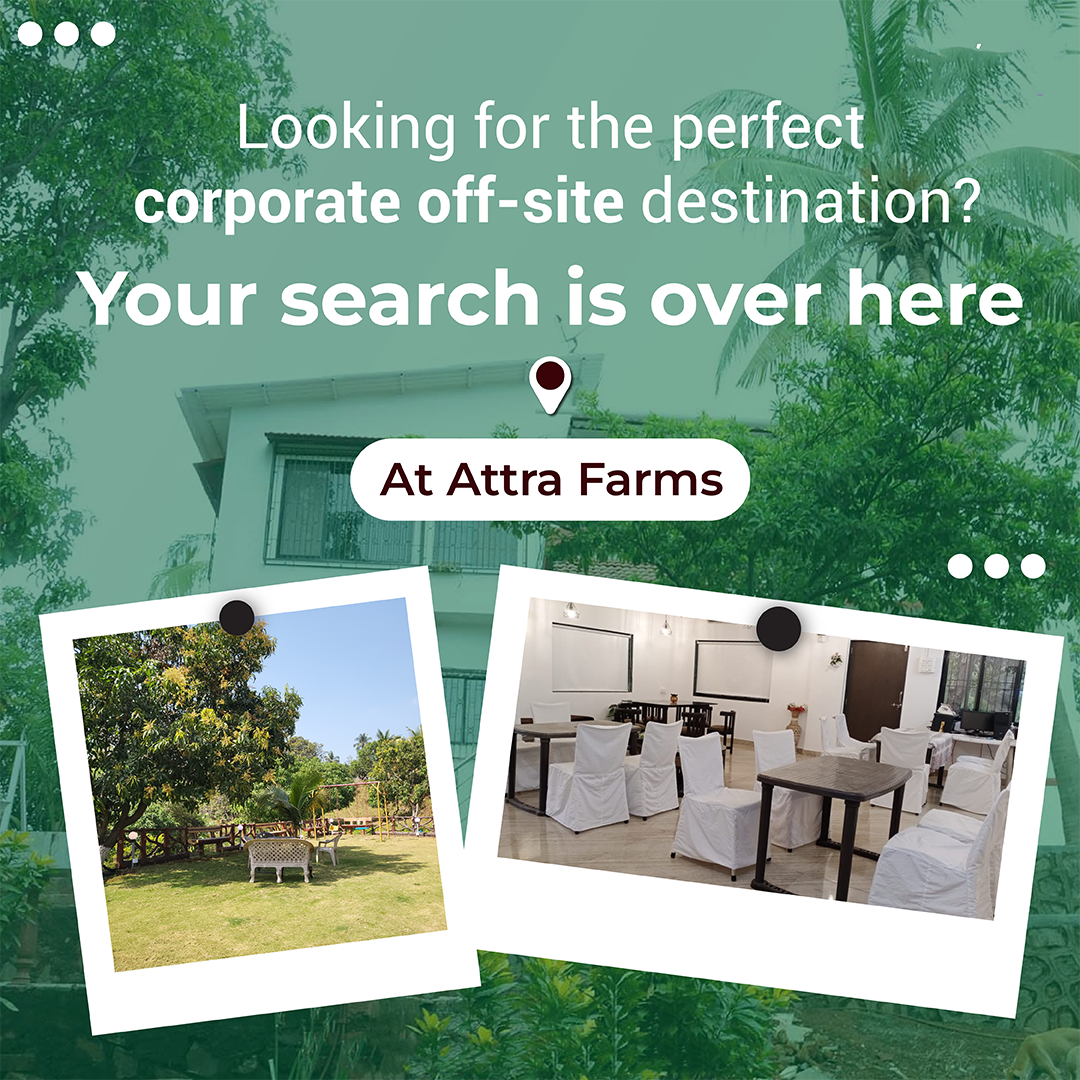 Looking for the perfect
corporate off-site destination?
Your search is over here
At Attra Farms